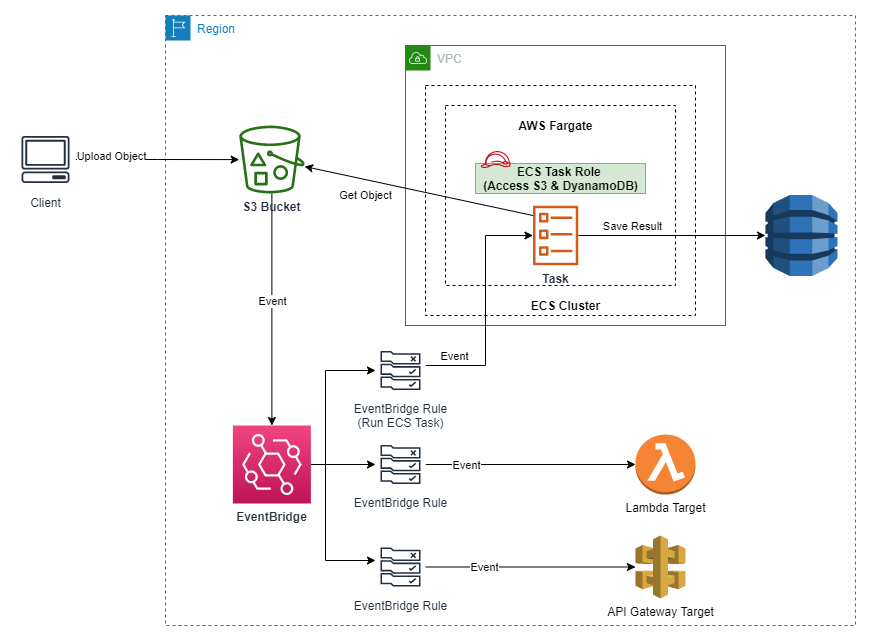 Region
VPC
AWS Fargate
ECS Task Role
(Access S3 & DyanamoDB)
Upload Object
Client
S3 Bucket
Get Object
Save Result
Task
ECS Cluster
Event
Event
EventBridge Rule
(Run ECS Task)
EventBridge
Event
EventBridge Rule
Lambda Target
Event
EventBridge Rule
API Gateway Target